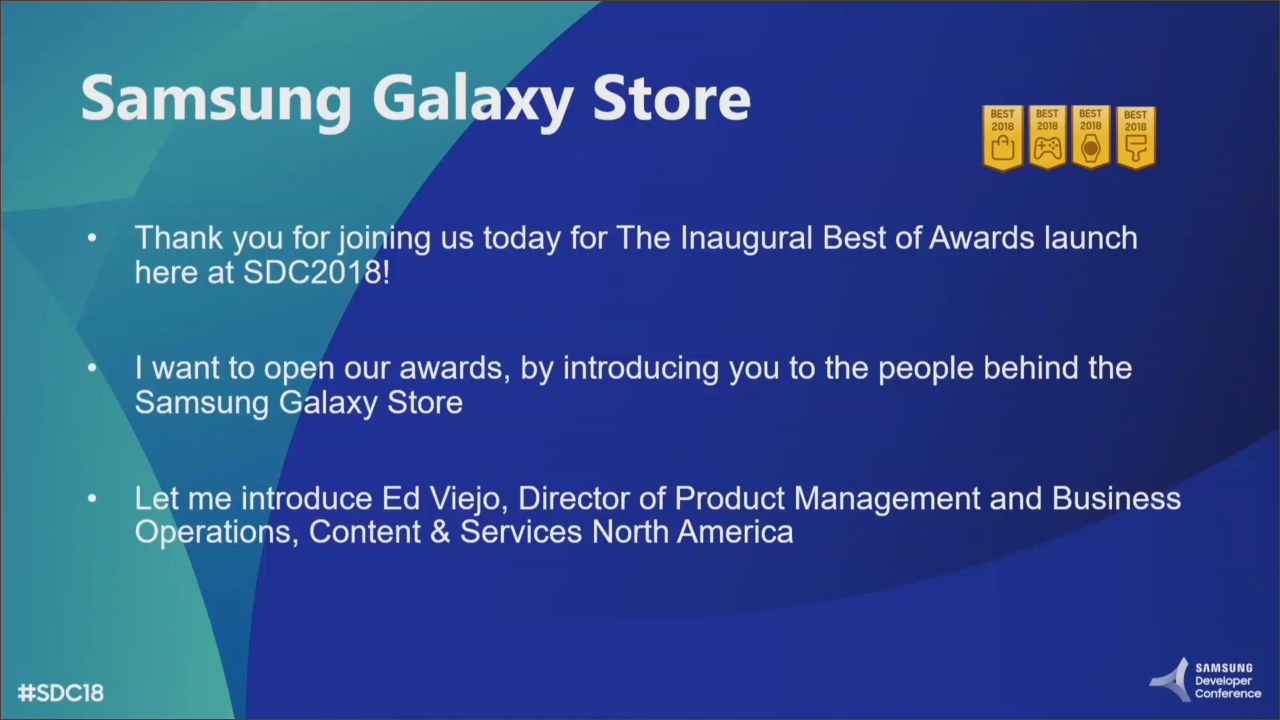 Samsung Galaxy Store
BEST
2018
BEST
2018
BEST
2018
BEST
2018
• Thank you for joining us today for The Inaugural Best of Awards launch
here at SDC2018!
• I want to open our awards, by introducing you to the people behind the
Samsung Galaxy Store
• Let me introduce Ed Viejo, Director of Product Management and Business
Operations, Content & Services North America
#SDC18
SAMSUNG
Developer
Conference